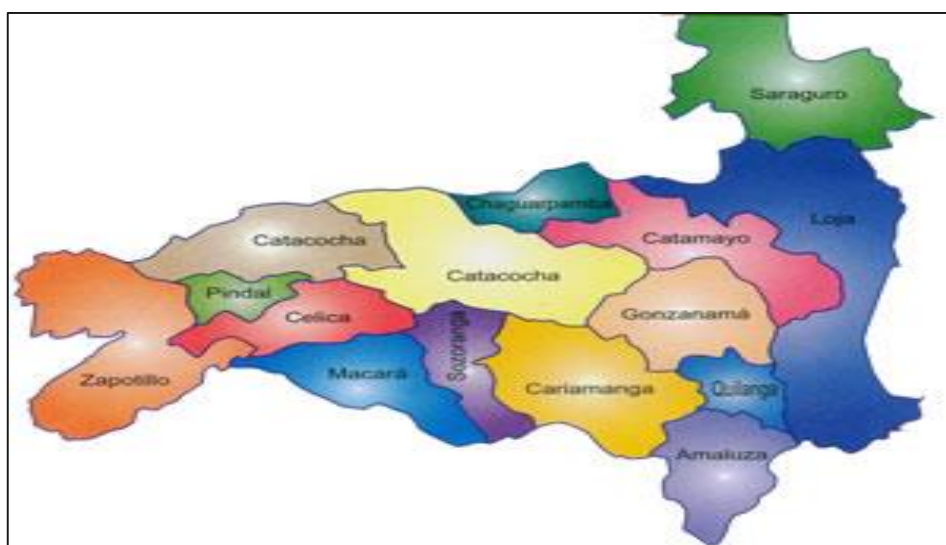 Saraguro
Chaguarpamba
Loja
Catacocha
Catamayo
Catacocha
Pindal
Gonzanamá
Celica
Sozoranga
Zapotillo
Macará
Cariamanga
Quilanga
Amaluza